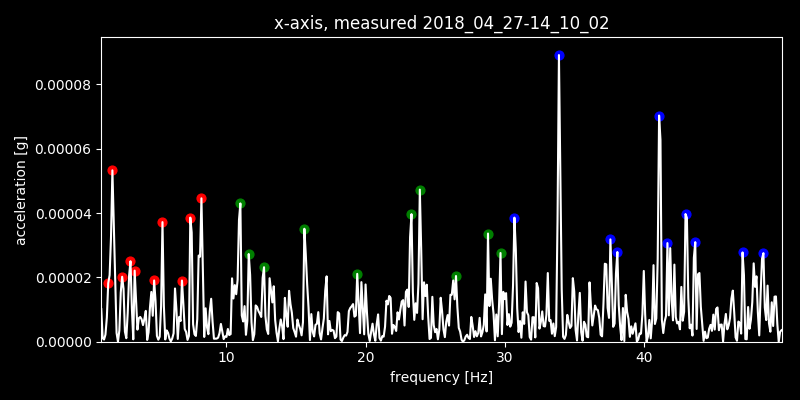 x-axis, measured 2018_04_27-14_10_02
acceleration [g]
0.00008
0.00006
0.00004
0.00002
0.00000
10 20 30 40
frequency [Hz]